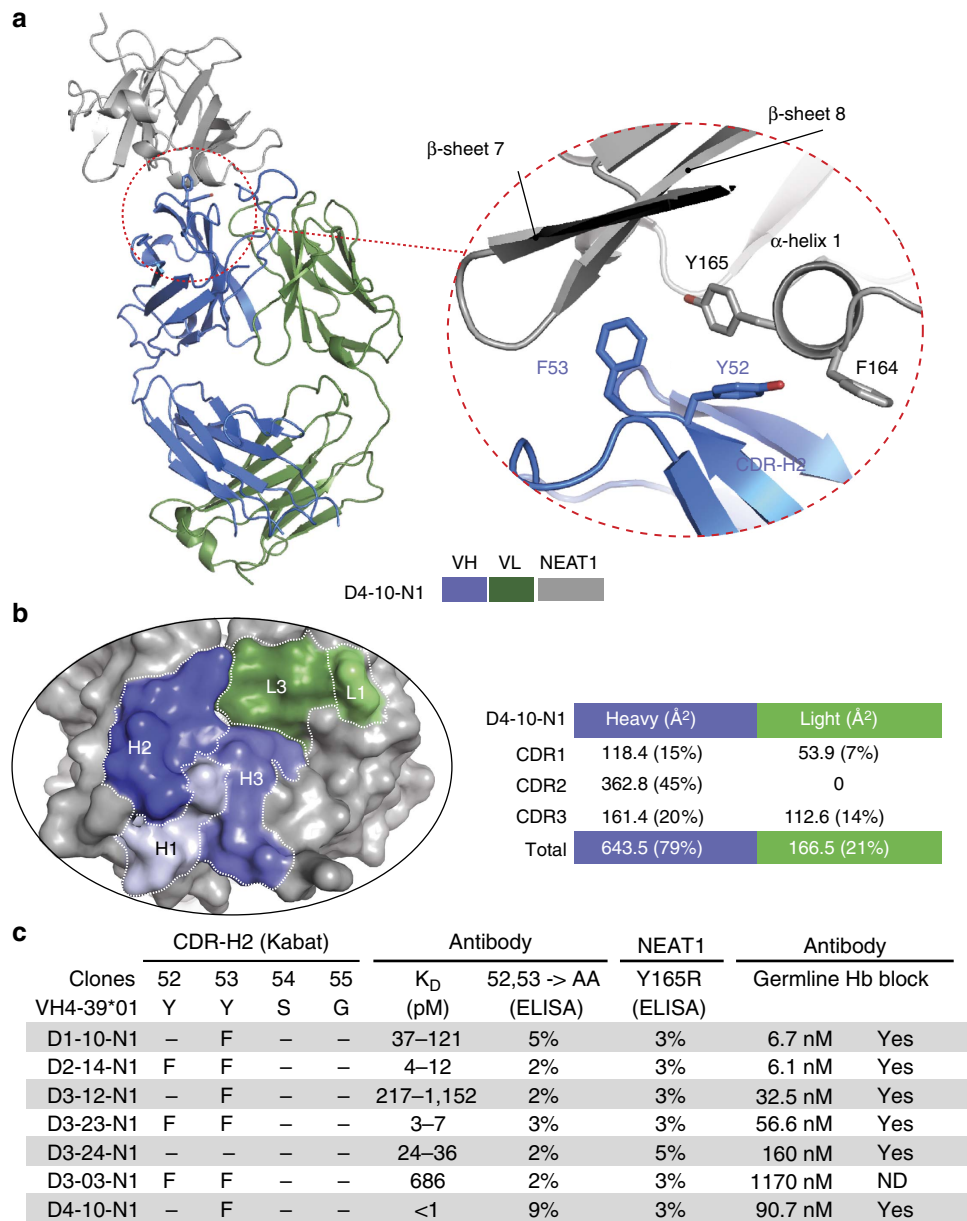 a
β-sheet 7
β-sheet 8
α-helix 1
Y165
F164
F53
Y52
CDR-H2
VH VL NEAT1
D4-10-N1
b
H2
L3
L1
H3
H1
D4-10-N1 Heavy (Å²) Light (Å²)
CDR1 118.4 (15%) 53.9 (7%)
CDR2 362.8 (45%) 0
CDR3 161.4 (20%) 112.6 (14%)
Total 643.5 (79%) 166.5 (21%)
c
CDR-H2 (Kabat) Antibody NEAT1 Antibody
Clones 52 53 54 55 K_D 52,53 -> AA Y165R Germline Hb block
VH4-39*01 Y Y S G (pM) (ELISA) (ELISA)
D1-10-N1 – F – – 37–121 5% 3% 6.7 nM Yes
D2-14-N1 F F – – 4–12 2% 3% 6.1 nM Yes
D3-12-N1 – F – – 217–1,152 2% 3% 32.5 nM Yes
D3-23-N1 F F – – 3–7 3% 3% 56.6 nM Yes
D3-24-N1 – – – – 24–36 2% 5% 160 nM Yes
D3-03-N1 F F – – 686 2% 3% 1170 nM ND
D4-10-N1 – F – – <1 9% 3% 90.7 nM Yes